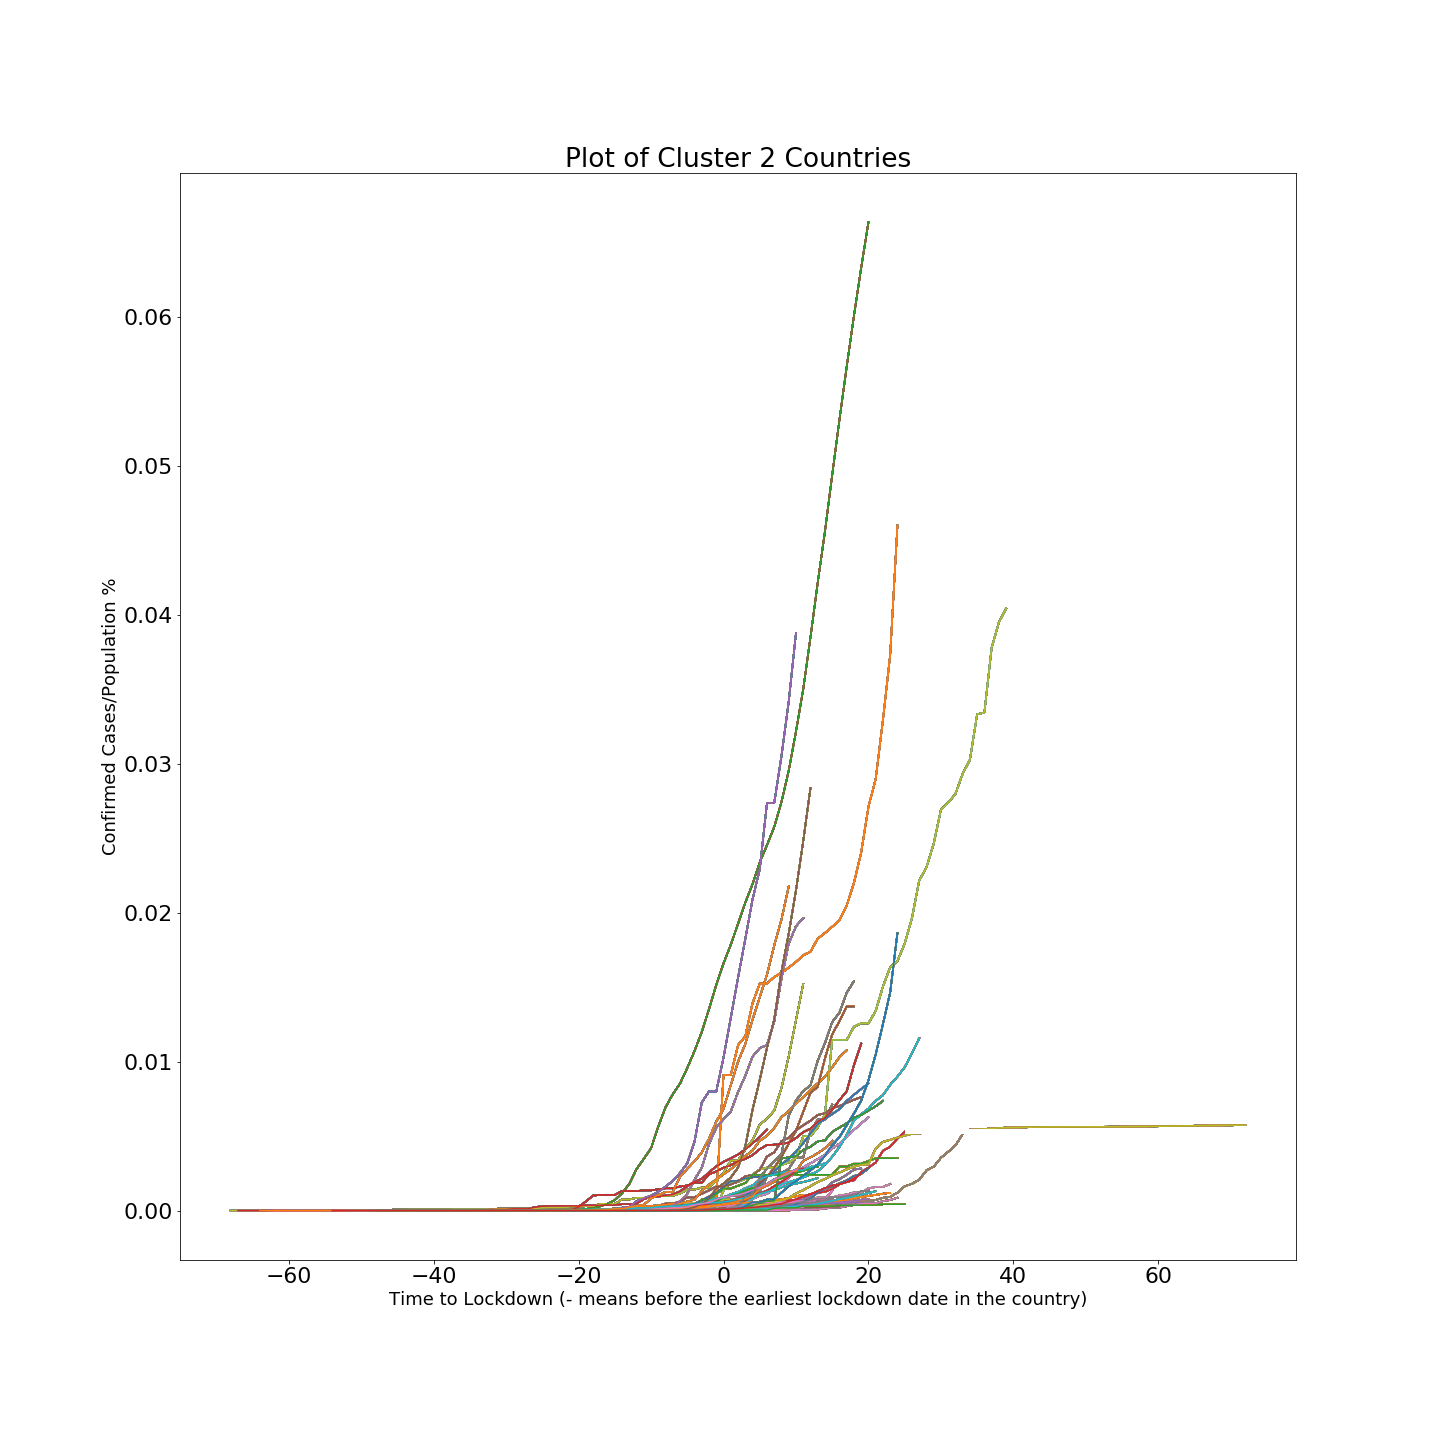 Plot of Cluster 2 Countries
Confirmed Cases/Population %
0.06
0.05
0.04
0.03
0.02
0.01
0.00
−60 −40 −20 0 20 40 60
Time to Lockdown (- means before the earliest lockdown date in the country)